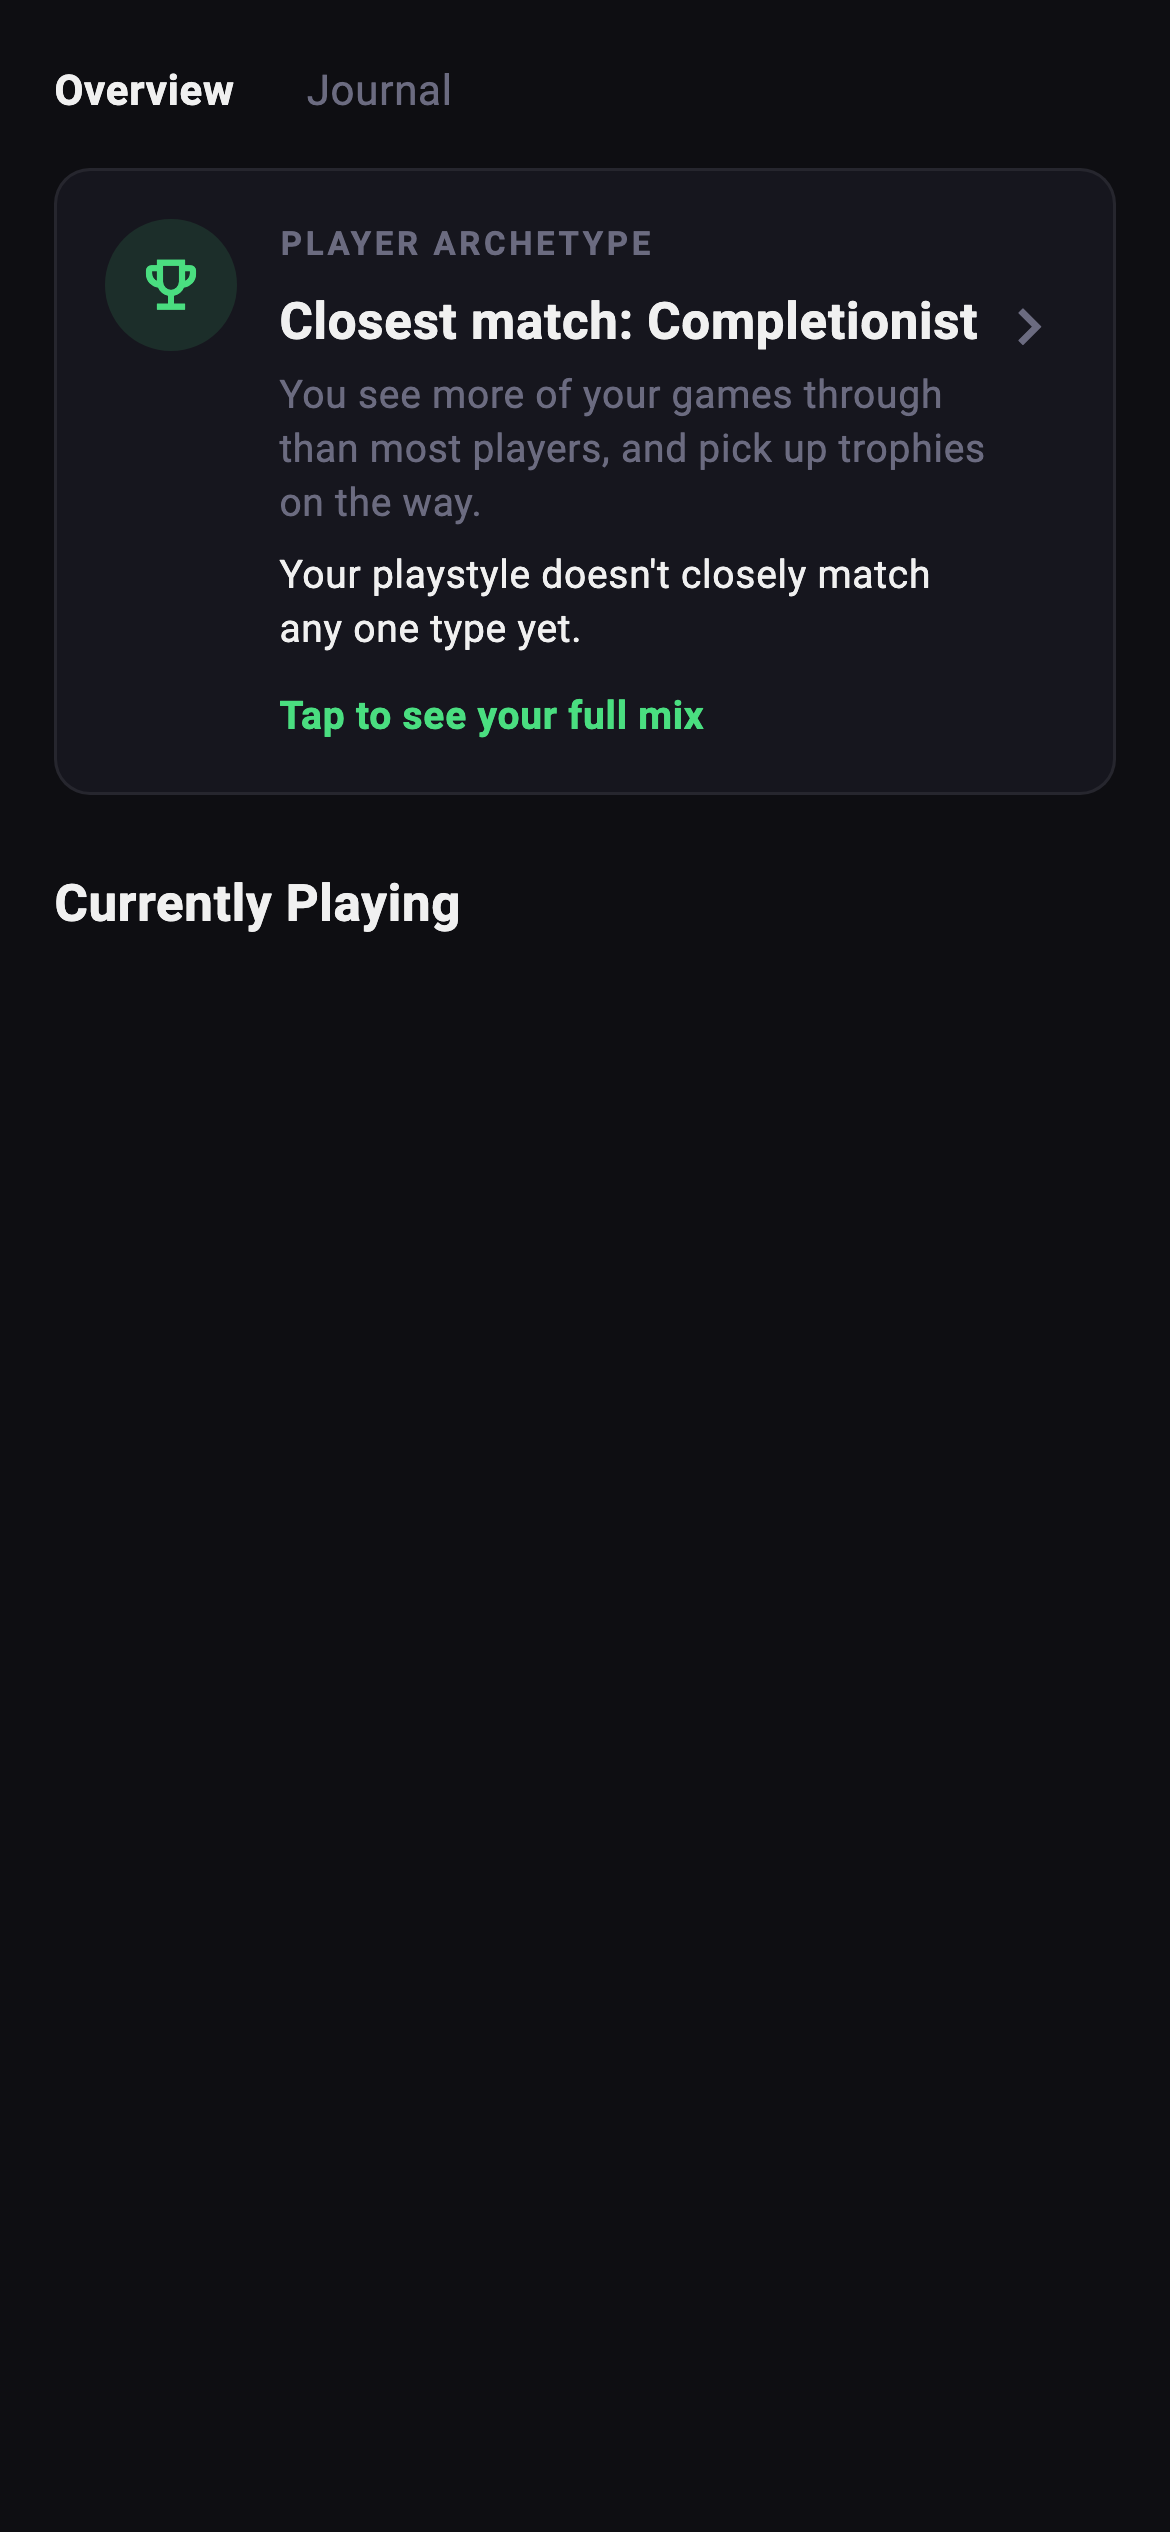 Overview
Journal
PLAYER ARCHETYPE
Closest match: Completionist
You see more of your games through
than most players, and pick up trophies
on the way.
Your playstyle doesn't closely match
any one type yet.
Tap to see your full mix
Currently Playing